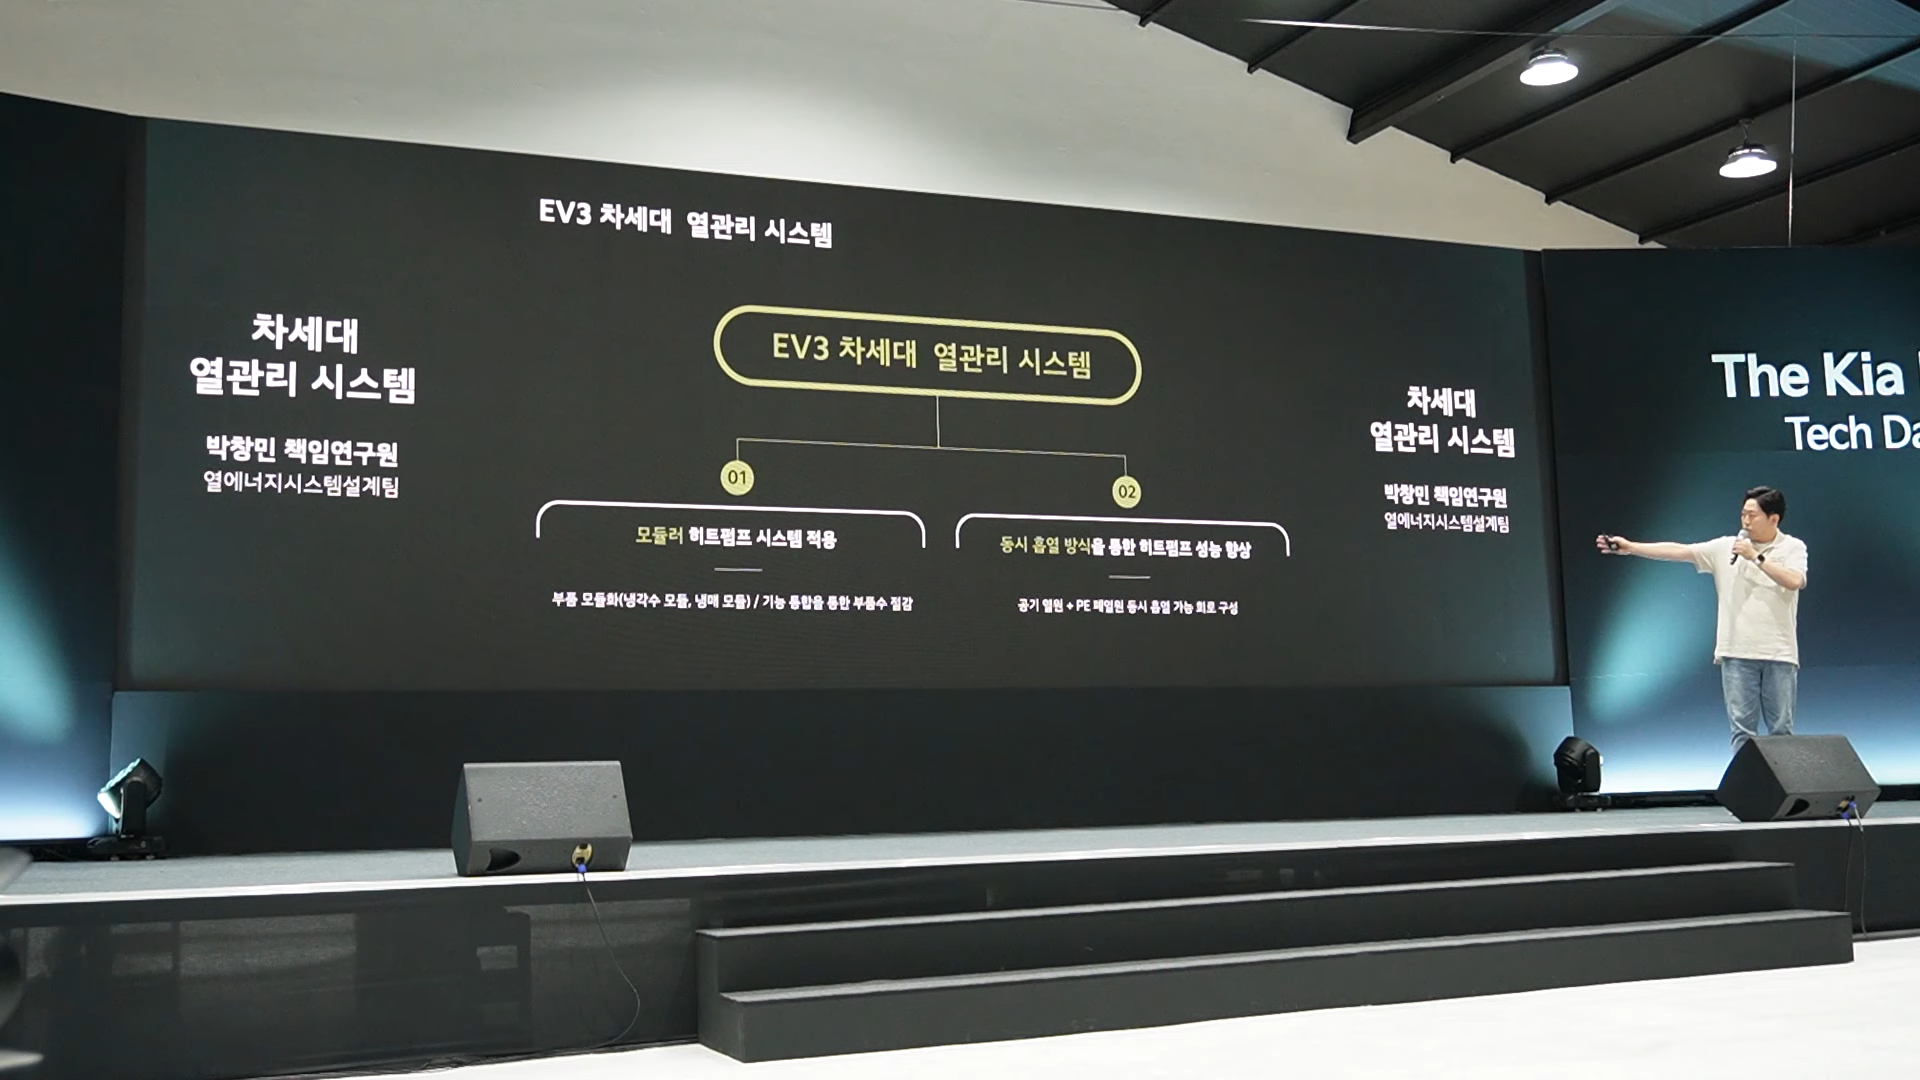 EV3 차세대 열관리 시스템
차세대
열관리 시스템
박창민 책임연구원
열에너지시스템설계팀
EV3 차세대 열관리 시스템
01
모듈러 히트펌프 시스템 적용
부품 모듈화(냉각수 모듈, 냉매 모듈) / 기능 통합을 통한 부품수 절감
02
동시 흡열 방식을 통한 히트펌프 성능 향상
공기 열원 + PE 폐열원 동시 흡열 가능 회로 구성
차세대
열관리 시스템
박창민 책임연구원
열에너지시스템설계팀
The Kia
Tech Da